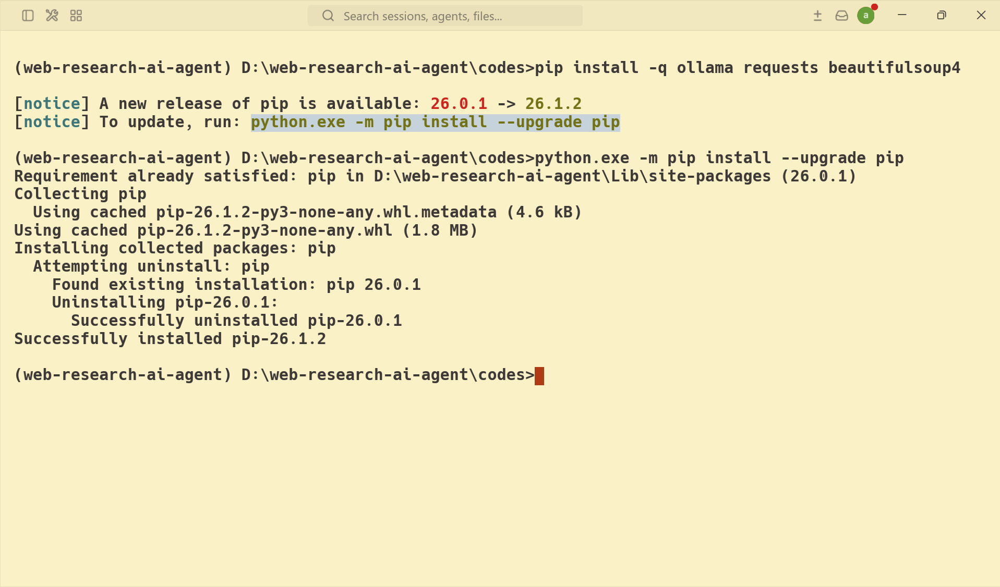 Search sessions, agents, files...
a
(web-research-ai-agent) D:\web-research-ai-agent\codes>pip install -q ollama requests beautifulsoup4
[notice] A new release of pip is available: 26.0.1 -> 26.1.2
[notice] To update, run: python.exe -m pip install --upgrade pip
(web-research-ai-agent) D:\web-research-ai-agent\codes>python.exe -m pip install --upgrade pip
Requirement already satisfied: pip in D:\web-research-ai-agent\Lib\site-packages (26.0.1)
Collecting pip
  Using cached pip-26.1.2-py3-none-any.whl.metadata (4.6 kB)
Using cached pip-26.1.2-py3-none-any.whl (1.8 MB)
Installing collected packages: pip
  Attempting uninstall: pip
    Found existing installation: pip 26.0.1
    Uninstalling pip-26.0.1:
      Successfully uninstalled pip-26.0.1
Successfully installed pip-26.1.2
(web-research-ai-agent) D:\web-research-ai-agent\codes>